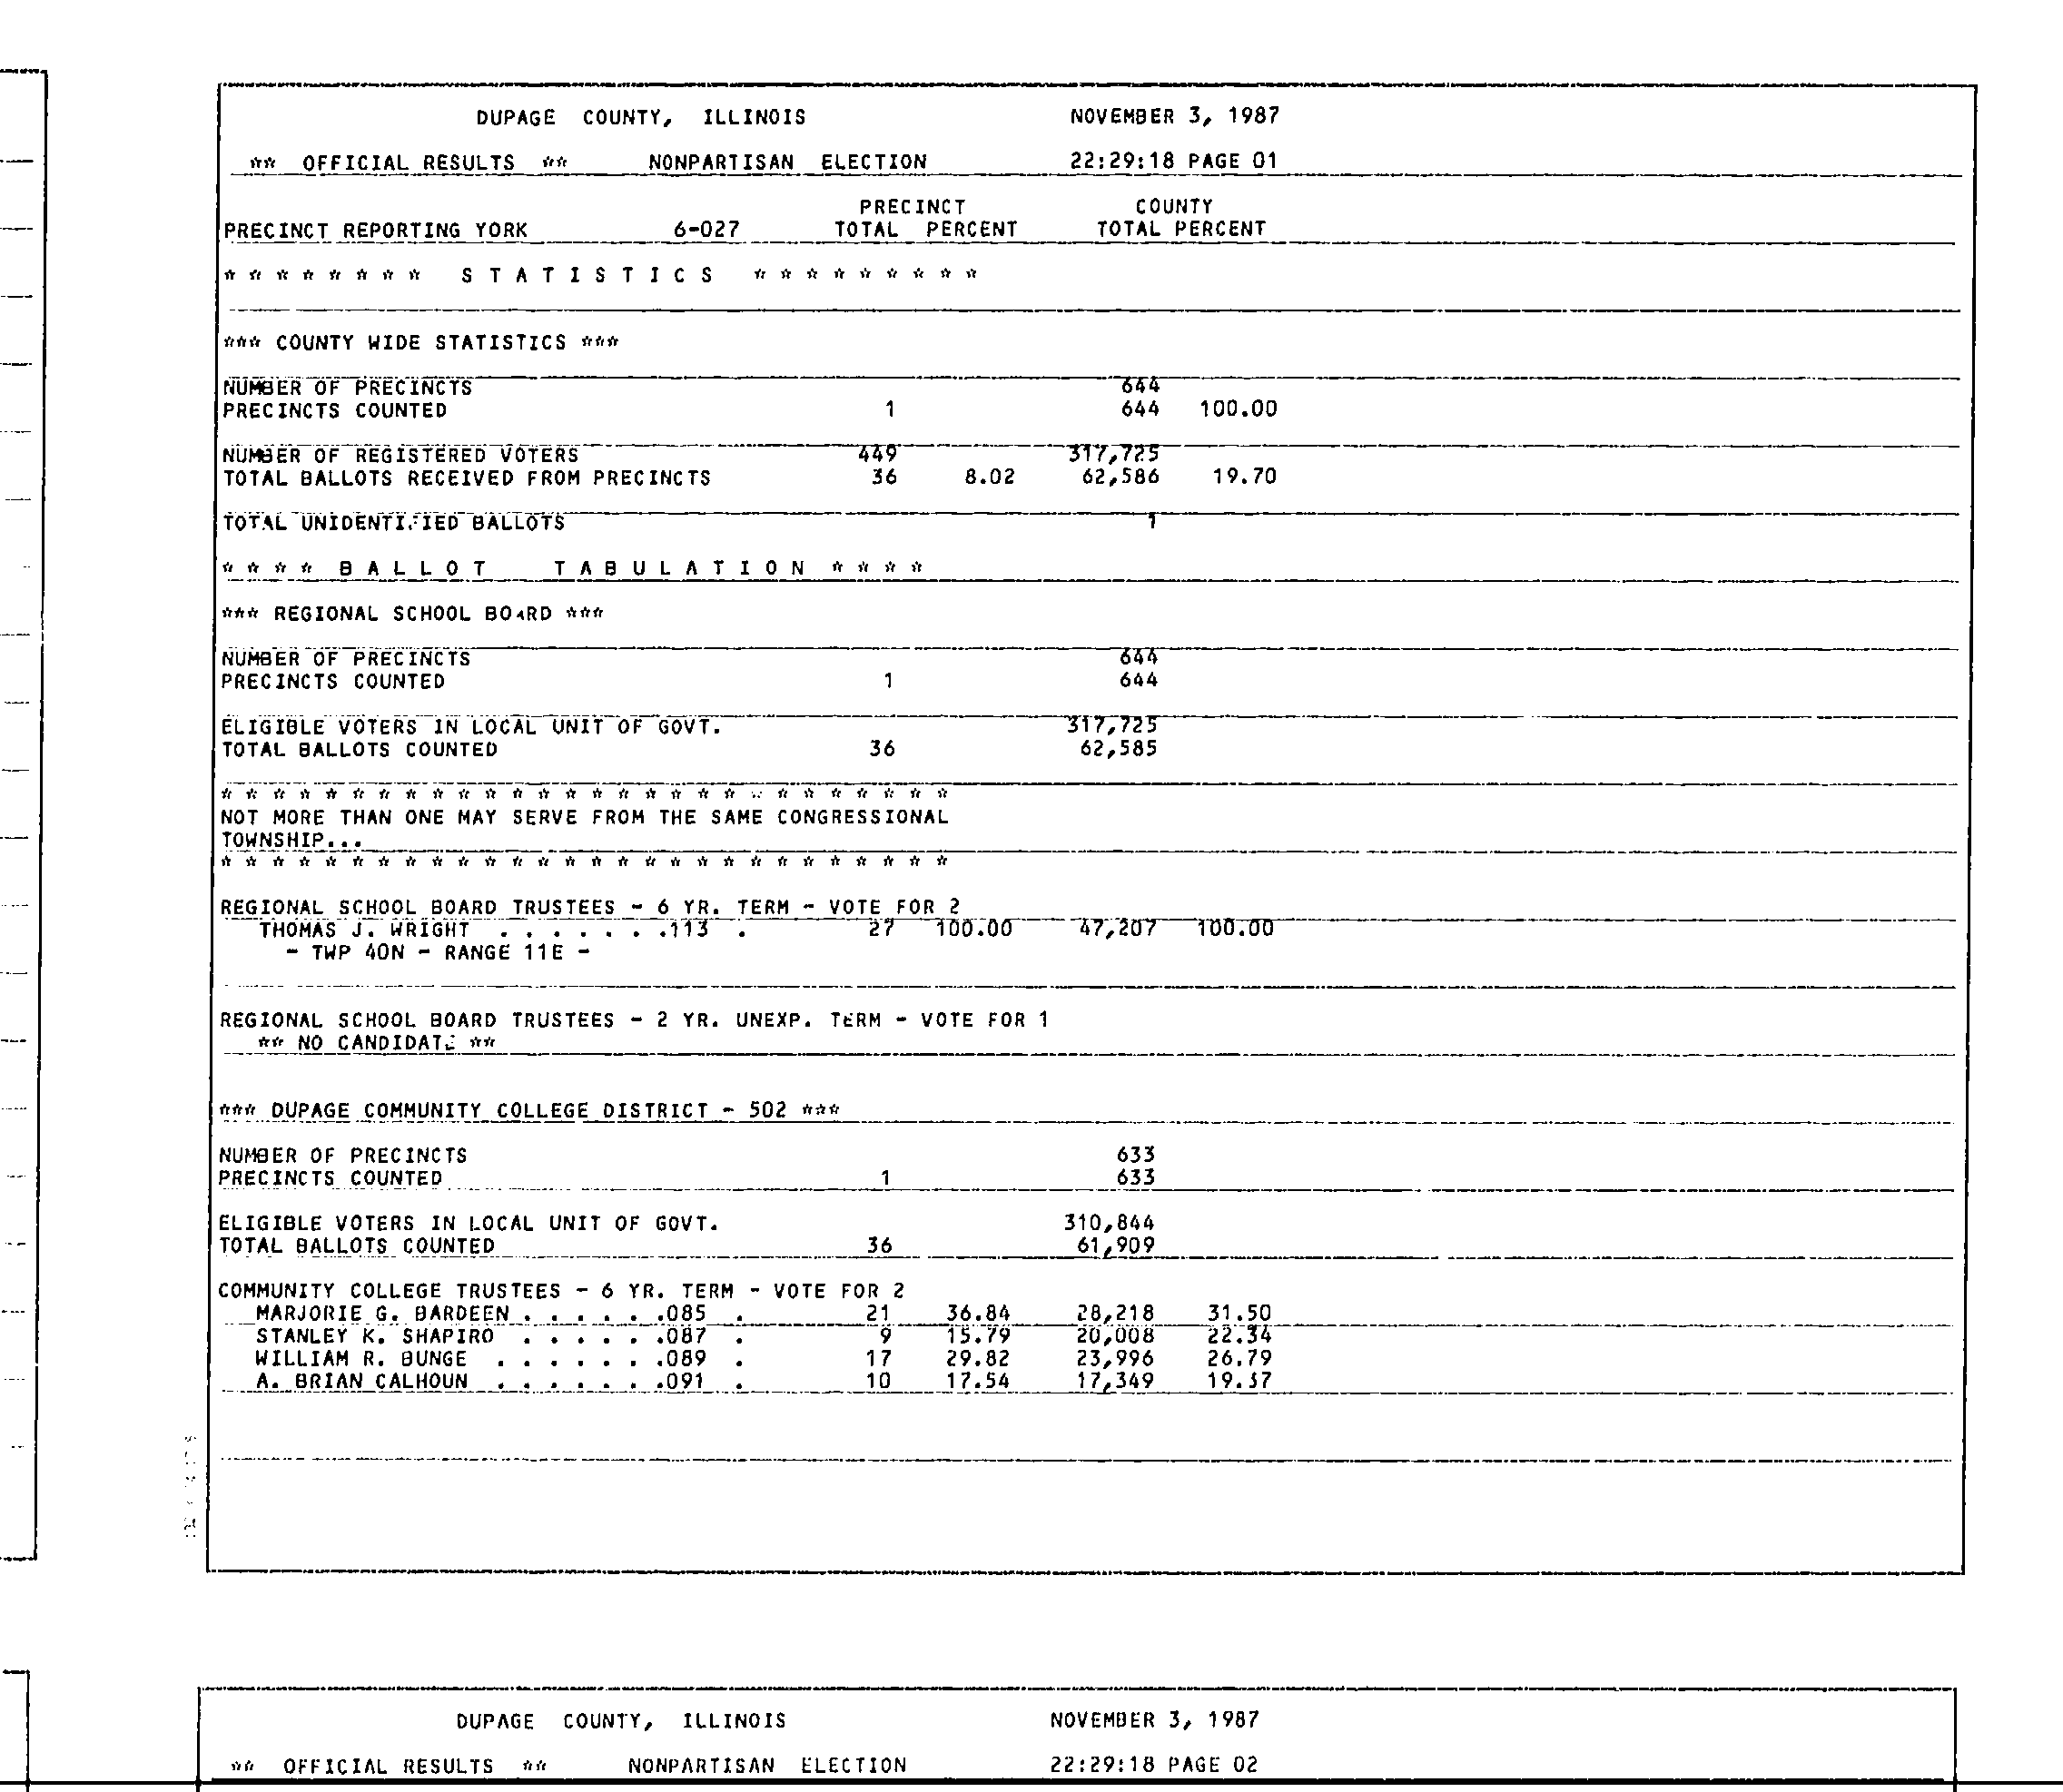 DUPAGE COUNTY, ILLINOIS NOVEMBER 3, 1987
** OFFICIAL RESULTS ** NONPARTISAN ELECTION 22:29:18 PAGE 01
PRECINCT COUNTY
PRECINCT REPORTING YORK 6-027 TOTAL PERCENT TOTAL PERCENT
* * * * * * * * S T A T I S T I C S * * * * * * * * *
*** COUNTY WIDE STATISTICS ***
NUMBER OF PRECINCTS 644
PRECINCTS COUNTED 1 644 100.00
NUMBER OF REGISTERED VOTERS 449 317,725
TOTAL BALLOTS RECEIVED FROM PRECINCTS 36 8.02 62,586 19.70
TOTAL UNIDENTIFIED BALLOTS 1
* * * * B A L L O T T A B U L A T I O N * * * *
*** REGIONAL SCHOOL BOARD ***
NUMBER OF PRECINCTS 644
PRECINCTS COUNTED 1 644
ELIGIBLE VOTERS IN LOCAL UNIT OF GOVT. 317,725
TOTAL BALLOTS COUNTED 36 62,585
* * * * * * * * * * * * * * * * * * * * * * * * * * * *
NOT MORE THAN ONE MAY SERVE FROM THE SAME CONGRESSIONAL
TOWNSHIP...
* * * * * * * * * * * * * * * * * * * * * * * * * * * *
REGIONAL SCHOOL BOARD TRUSTEES - 6 YR. TERM - VOTE FOR 2
THOMAS J. WRIGHT . . . . . . .113 . 27 100.00 47,207 100.00
- TWP 40N - RANGE 11E -
REGIONAL SCHOOL BOARD TRUSTEES - 2 YR. UNEXP. TERM - VOTE FOR 1
** NO CANDIDATE **
*** DUPAGE COMMUNITY COLLEGE DISTRICT - 502 ***
NUMBER OF PRECINCTS 633
PRECINCTS COUNTED 1 633
ELIGIBLE VOTERS IN LOCAL UNIT OF GOVT. 310,844
TOTAL BALLOTS COUNTED 36 61,909
COMMUNITY COLLEGE TRUSTEES - 6 YR. TERM - VOTE FOR 2
MARJORIE G. BARDEEN . . . . . .085 . 21 36.84 28,218 31.50
STANLEY K. SHAPIRO . . . . . .087 . 9 15.79 20,008 22.34
WILLIAM R. BUNGE . . . . . . .089 . 17 29.82 23,996 26.79
A. BRIAN CALHOUN . . . . . . .091 . 10 17.54 17,349 19.37
DUPAGE COUNTY, ILLINOIS NOVEMBER 3, 1987
** OFFICIAL RESULTS ** NONPARTISAN ELECTION 22:29:18 PAGE 02